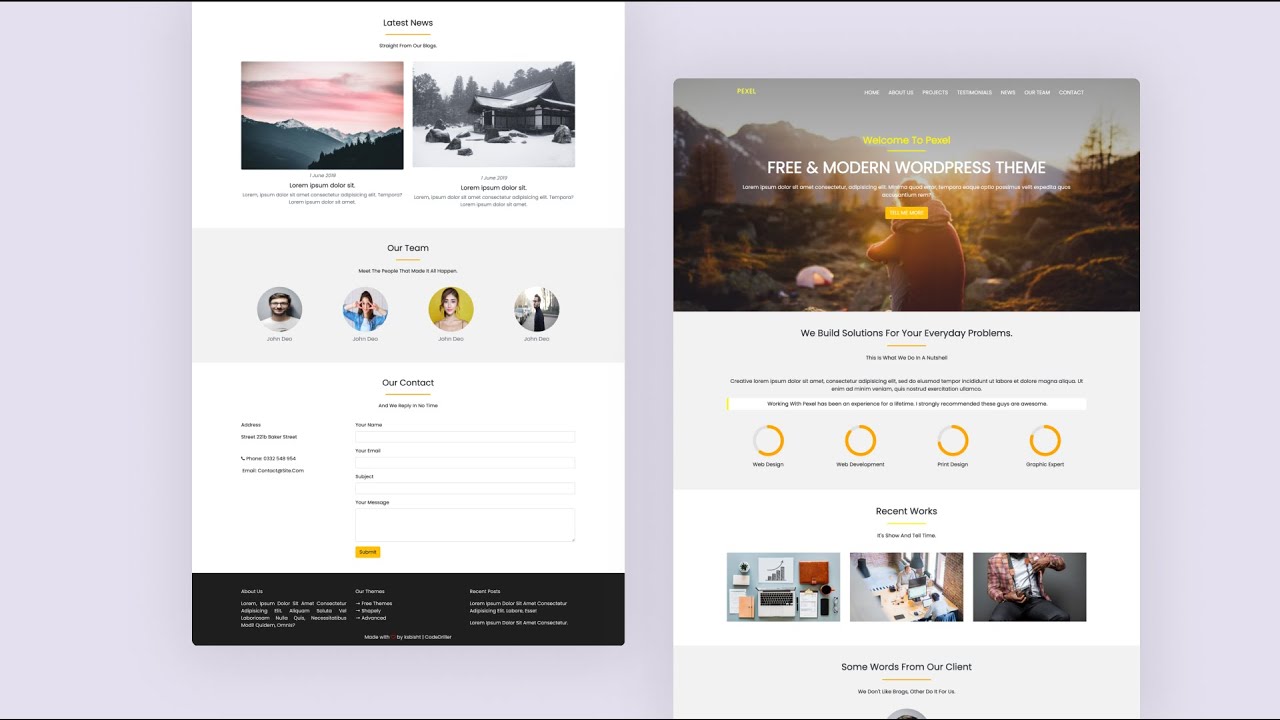 Latest News
Straight From Our Blogs.
1 June 2019
Lorem ipsum dolor sit.
Lorem, ipsum dolor sit amet consectetur adipisicing elit. Tempora?
Lorem ipsum dolor sit amet.
1 June 2019
Lorem ipsum dolor sit.
Lorem, ipsum dolor sit amet consectetur adipisicing elit. Tempora?
Lorem ipsum dolor sit amet.
Our Team
Meet The People That Made It All Happen.
John Deo
John Deo
John Deo
John Deo
Our Contact
And We Reply In No Time
Address
Street 221b Baker Street
Phone: 0332 548 954
Email: Contact@Site.Com
Your Name
Your Email
Subject
Your Message
Submit
About Us
Lorem, Ipsum Dolor Sit Amet Consectetur
Adipisicing Elit. Aliquam Soluta Vel
Laboriosam Nulla Quis, Necessitatibus
Modi Quidem, Omnis?
Our Themes
→ Free Themes
→ Shapely
→ Advanced
Recent Posts
Lorem Ipsum Dolor Sit Amet Consectetur
Adipisicing Elit. Labore, Esse!
Lorem Ipsum Dolor Sit Amet Consectetur.
Made with ♡ by ksbisht | CodeGriller
PEXEL
HOME ABOUT US PROJECTS TESTIMONIALS NEWS OUR TEAM CONTACT
Welcome To Pexel
FREE & MODERN WORDPRESS THEME
Lorem ipsum dolor sit amet consectetur, adipisicing elit. Minima quod error, tempora eaque optio possimus velit expedita quos
accusantium nemo.
TELL ME MORE
We Build Solutions For Your Everyday Problems.
This Is What We Do In A Nutshell
Creative lorem ipsum dolor sit amet, consectetur adipisicing elit, sed do eiusmod tempor incididunt ut labore et dolore magna aliqua. Ut
enim ad minim veniam, quis nostrud exercitation ullamco.
Working With Pexel has been an experience for a lifetime. I strongly recommended these guys are awesome.
Web Design
Web Development
Print Design
Graphic Expert
Recent Works
It's Show And Tell Time.
Some Words From Our Client
We Don't Like Brags, Other Do It For Us.